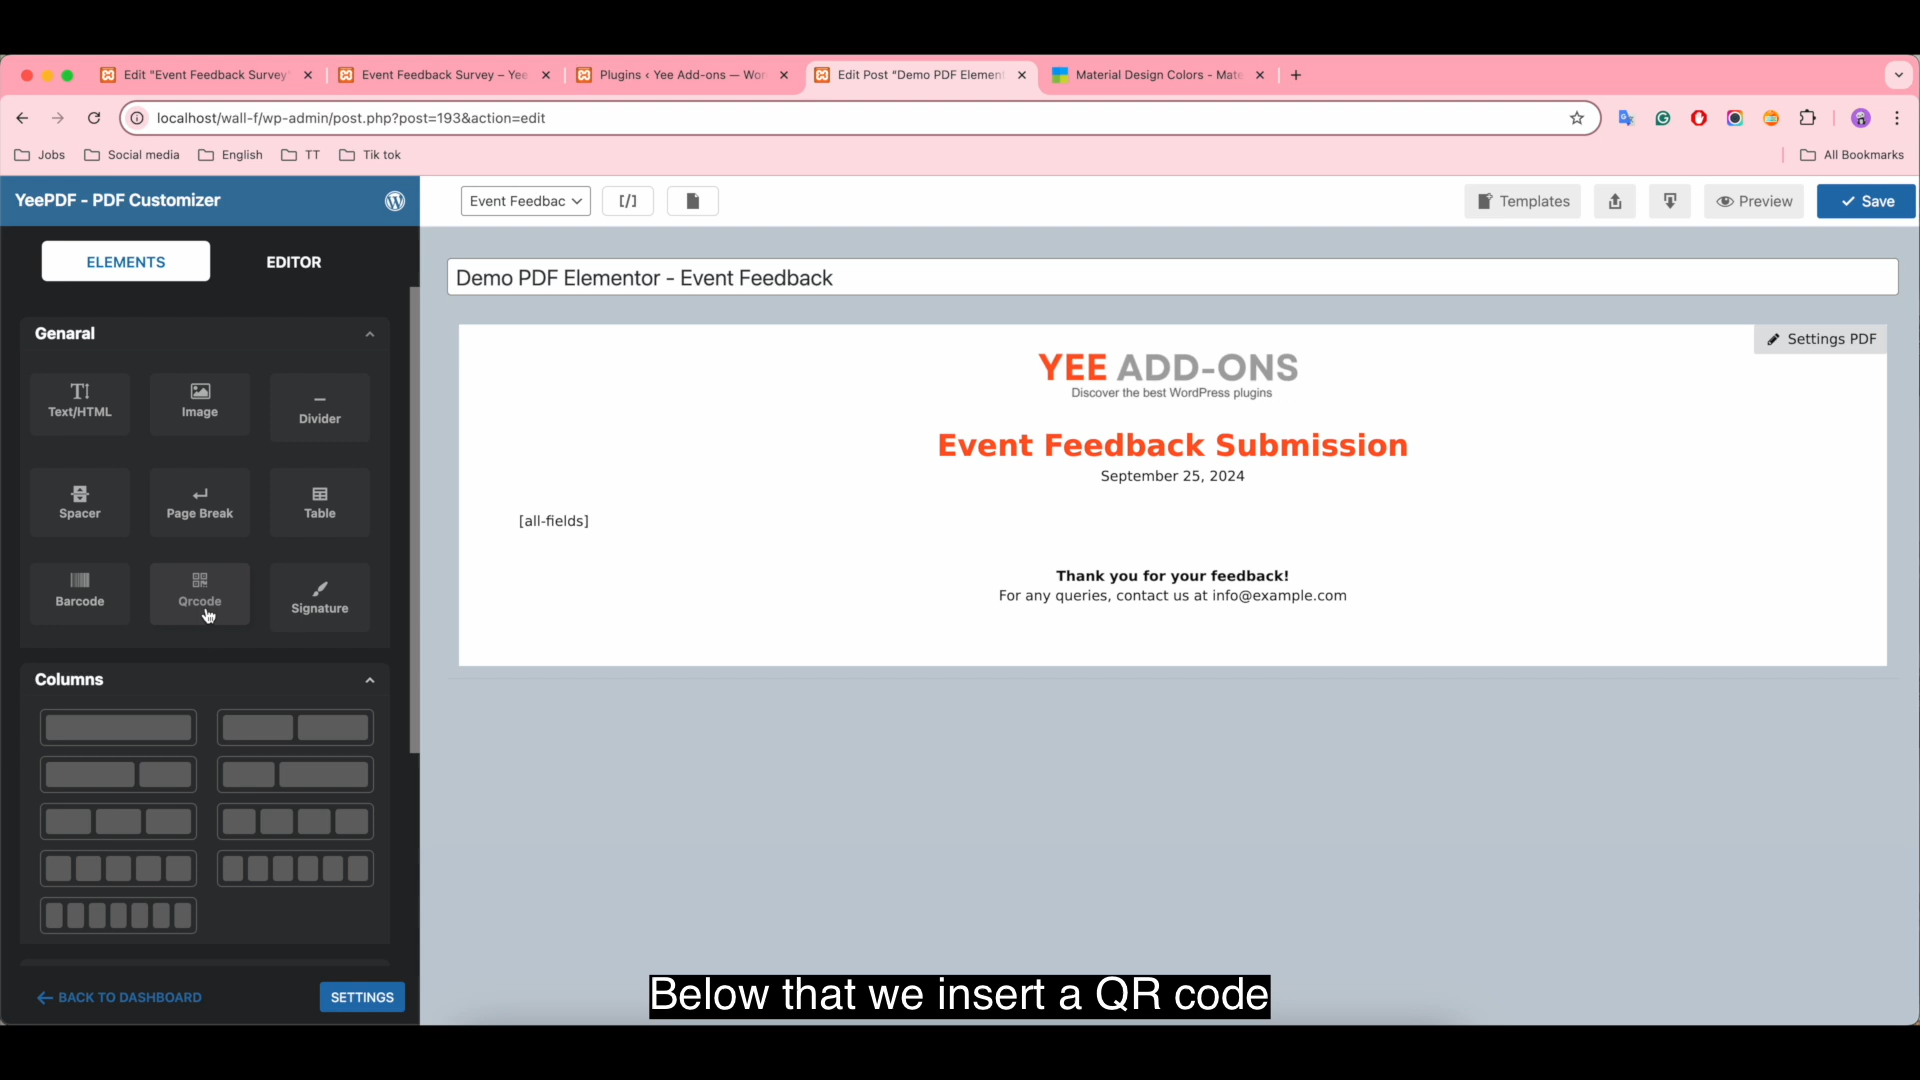 Edit "Event Feedback Survey"
Event Feedback Survey – Yee
Plugins ‹ Yee Add-ons — Wor
Edit Post "Demo PDF Element
Material Design Colors - Mate
localhost/wall-f/wp-admin/post.php?post=193&action=edit
Jobs
Social media
English
TT
Tik tok
All Bookmarks
YeePDF - PDF Customizer
Event Feedbac
[/]
Templates
Preview
Save
ELEMENTS
EDITOR
Demo PDF Elementor - Event Feedback
Genaral
Text/HTML
Image
Divider
Spacer
Page Break
Table
Barcode
Qrcode
Signature
Columns
BACK TO DASHBOARD
SETTINGS
Settings PDF
YEE ADD-ONS
Discover the best WordPress plugins
Event Feedback Submission
September 25, 2024
[all-fields]
Thank you for your feedback!
For any queries, contact us at info@example.com
Below that we insert a QR code